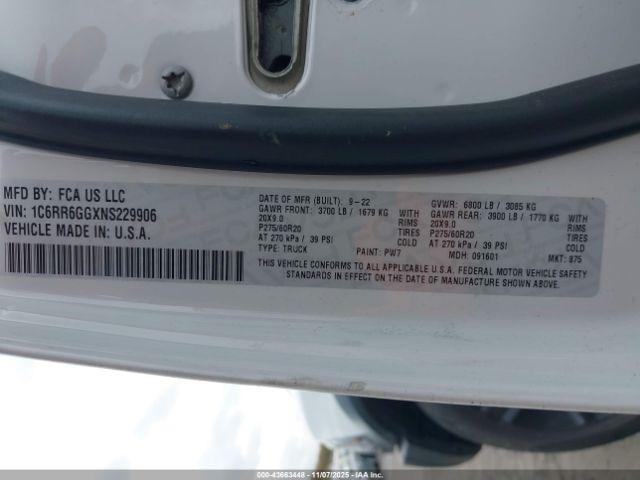 MFD BY: FCA US LLC
VIN: 1C6RR6GGXNS229906
VEHICLE MADE IN: U.S.A.
DATE OF MFR (BUILT): 9-22 GVWR: 6800 LB / 3085 KG
GAWR FRONT: 3700 LB / 1679 KG WITH GAWR REAR: 3900 LB / 1770 KG WITH
20X9.0 RIMS 20X9.0 RIMS
P275/60R20 TIRES P275/60R20 TIRES
AT 270 kPa / 39 PSI COLD AT 270 kPa / 39 PSI COLD
TYPE: TRUCK PAINT: PW7 MDH: 091601 MKT: 875
THIS VEHICLE CONFORMS TO ALL APPLICABLE U.S.A. FEDERAL MOTOR VEHICLE SAFETY
STANDARDS IN EFFECT ON THE DATE OF MANUFACTURE SHOWN ABOVE.
000-43663448 - 11/07/2025 - IAAI.com